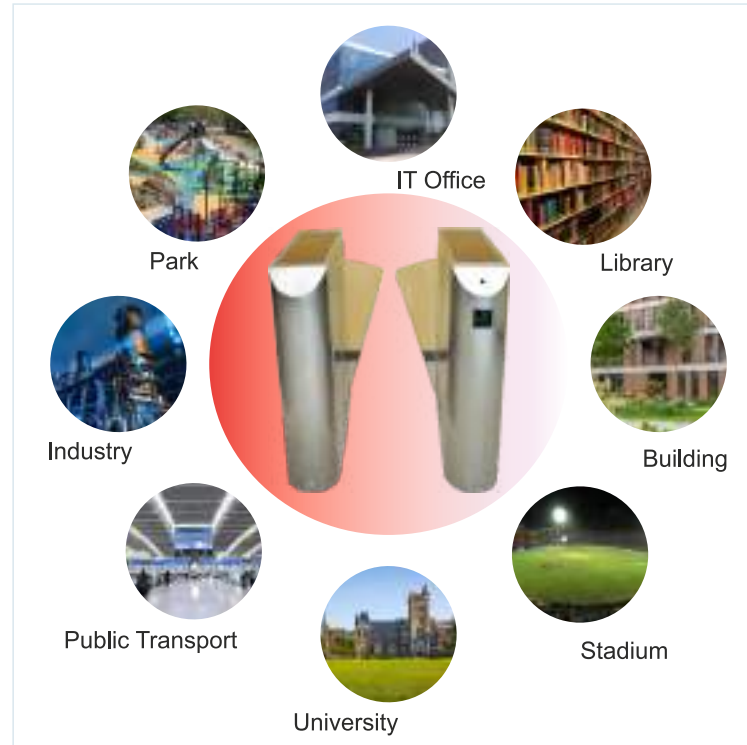 IT Office
Park
Library
Industry
Building
Public Transport
Stadium
University